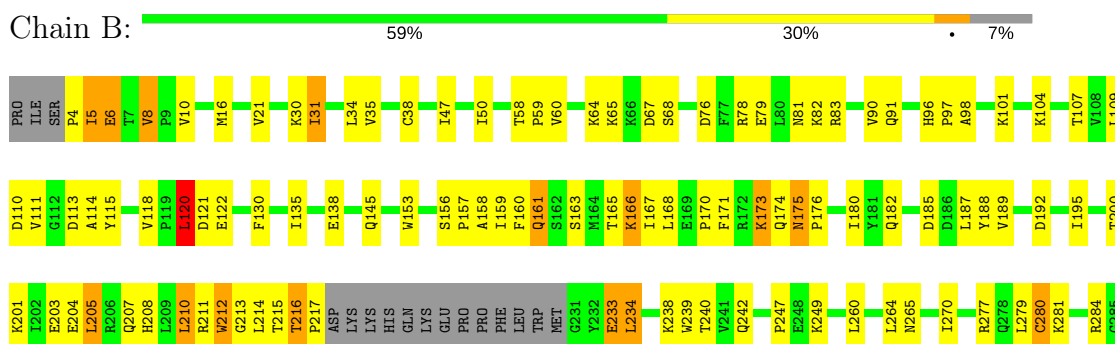 Chain B:
59% 30% • 7%
PRO ILE SER P4 I5 E6 T7 V8 P9 V10 M16 V21 K30 I31 L34 V35 C38 I47 I50 T58 P59 V60 K64 K65 K66 D67 S68 D76 F77 R78 E79 L80 N81 K82 R83 V90 Q91 H96 P97 A98 K101 K104 T107 V108 L109
D110 V111 G112 D113 A114 Y115 V118 P119 L120 D121 E122 F130 I135 E138 Q145 W153 S156 P157 A158 I159 F160 Q161 S162 S163 M164 T165 K166 I167 L168 E169 P170 F171 R172 K173 Q174 N175 P176 I180 Y181 Q182 D185 D186 L187 Y188 V189 D192 I195 T200
K201 I202 E203 E204 L205 R206 Q207 H208 L209 L210 R211 W212 G213 L214 T215 T216 P217 ASP LYS LYS HIS GLN LYS GLU PRO PRO PHE LEU TRP MET G231 Y232 E233 L234 K238 W239 T240 V241 Q242 P247 E248 K249 L260 L264 N265 I270 R277 Q278 L279 C280 K281 R284 G285